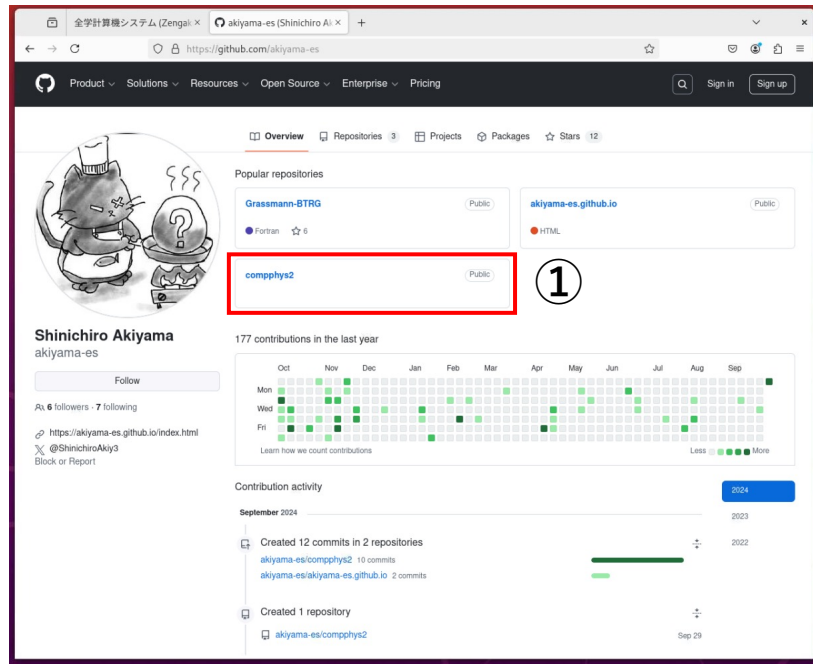 全学計算機システム (Zengak
akiyama-es (Shinichiro Ak
https://github.com/akiyama-es
Product Solutions Resources Open Source Enterprise Pricing
Sign in Sign up
Overview Repositories 3 Projects Packages Stars 12
Popular repositories
Grassmann-BTRG Public
Fortran 6
akiyama-es.github.io Public
HTML
compphys2 Public
①
?
Shinichiro Akiyama
akiyama-es
Follow
6 followers · 7 following
https://akiyama-es.github.io/index.html
@ShinichiroAkiy3
Block or Report
177 contributions in the last year
Oct Nov Dec Jan Feb Mar Apr May Jun Jul Aug Sep
Mon
Wed
Fri
Learn how we count contributions
Less More
Contribution activity
2024
2023
2022
September 2024
Created 12 commits in 2 repositories
akiyama-es/compphys2 10 commits
akiyama-es/akiyama-es.github.io 2 commits
Created 1 repository
akiyama-es/compphys2 Sep 29